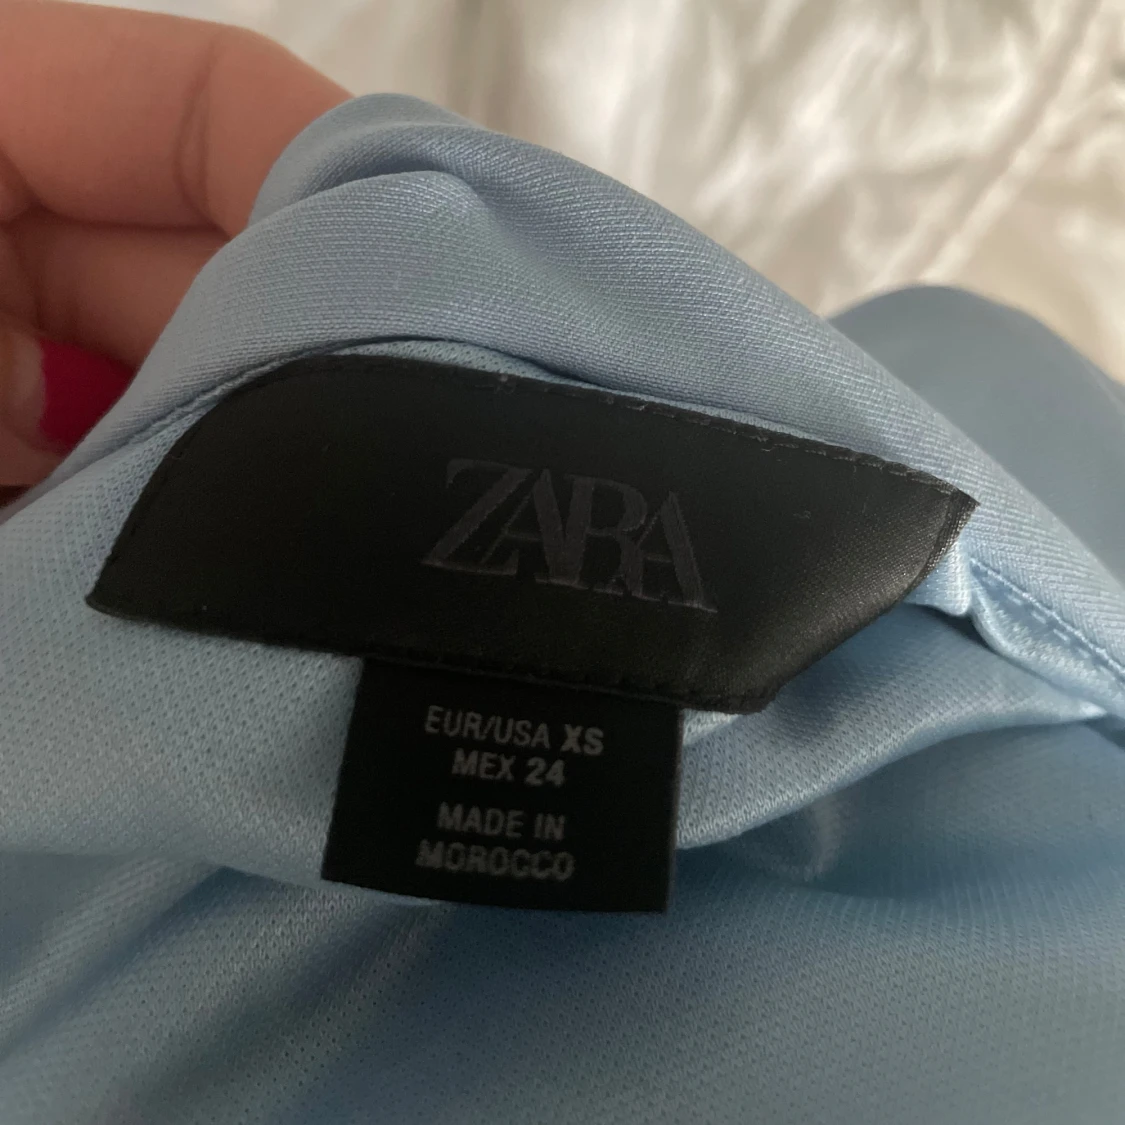 ZARA
EUR/USA XS
MEX 24
MADE IN
MOROCCO